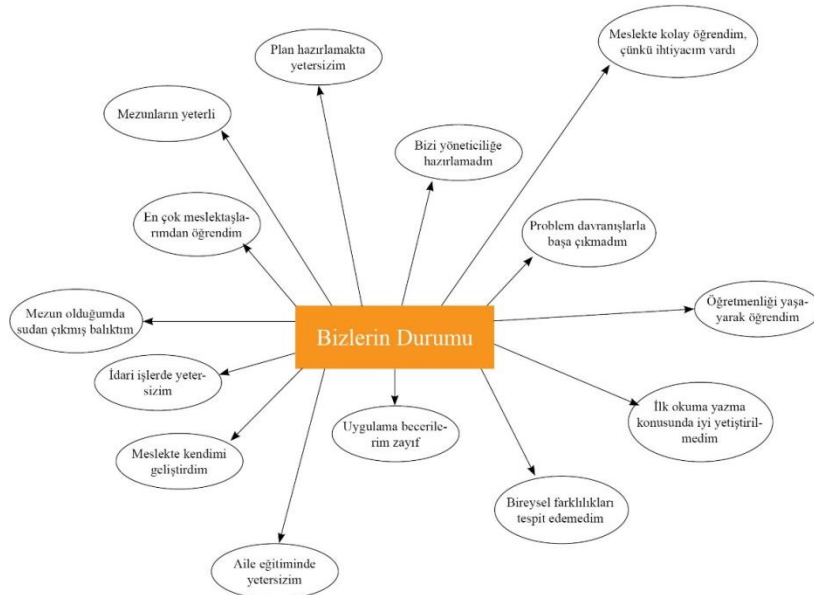 Plan hazırlamakta
yetersizim
Meslekte kolay öğrendim,
çünkü ihtiyacım vardı
Mezunların yeterli
Bizi yöneticiliğe
hazırlamadın
En çok meslektaşla-
rımdan öğrendim
Problem davranışlarla
başa çıkmadım
Mezun olduğumda
sudan çıkmış balıktım
Bizlerin Durumu
Öğretmenliği yaşa-
yarak öğrendim
İdari işlerde yeter-
sizim
Uygulama becerile-
rim zayıf
İlk okuma yazma
konusunda iyi yetiştiril-
medim
Meslekte kendimi
geliştirdim
Bireysel farklılıkları
tespit edemedim
Aile eğitiminde
yetersizim